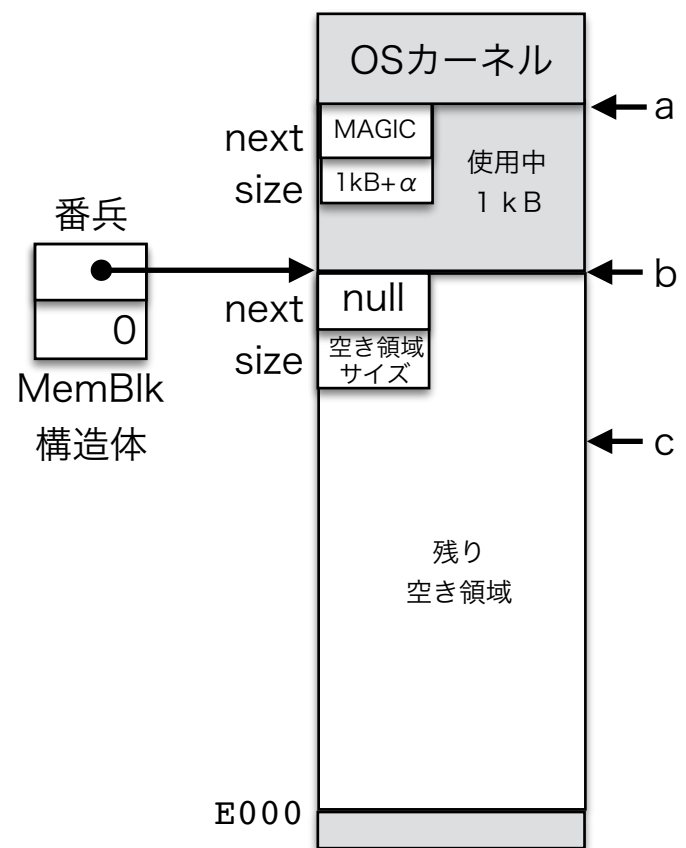 OSカーネル
a
next
MAGIC
size
1kB+α
使用中
１ｋＢ
番兵
b
next
null
0
size
空き領域
サイズ
MemBlk
構造体
c
残り
空き領域
E000